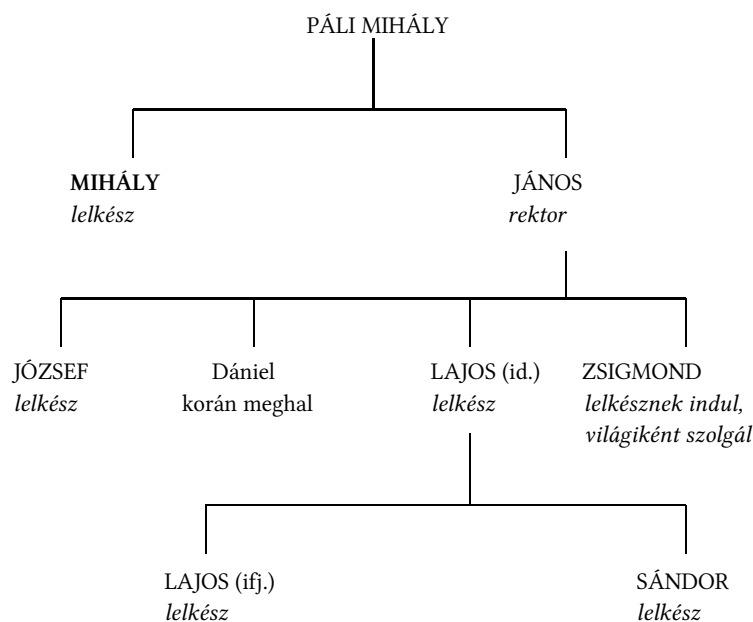 PÁLI MIHÁLY
MIHÁLY
lelkész
JÁNOS
rektor
JÓZSEF
lelkész
Dániel
korán meghal
LAJOS (id.)
lelkész
ZSIGMOND
lelkésznek indul,
világiként szolgál
LAJOS (ifj.)
lelkész
SÁNDOR
lelkész